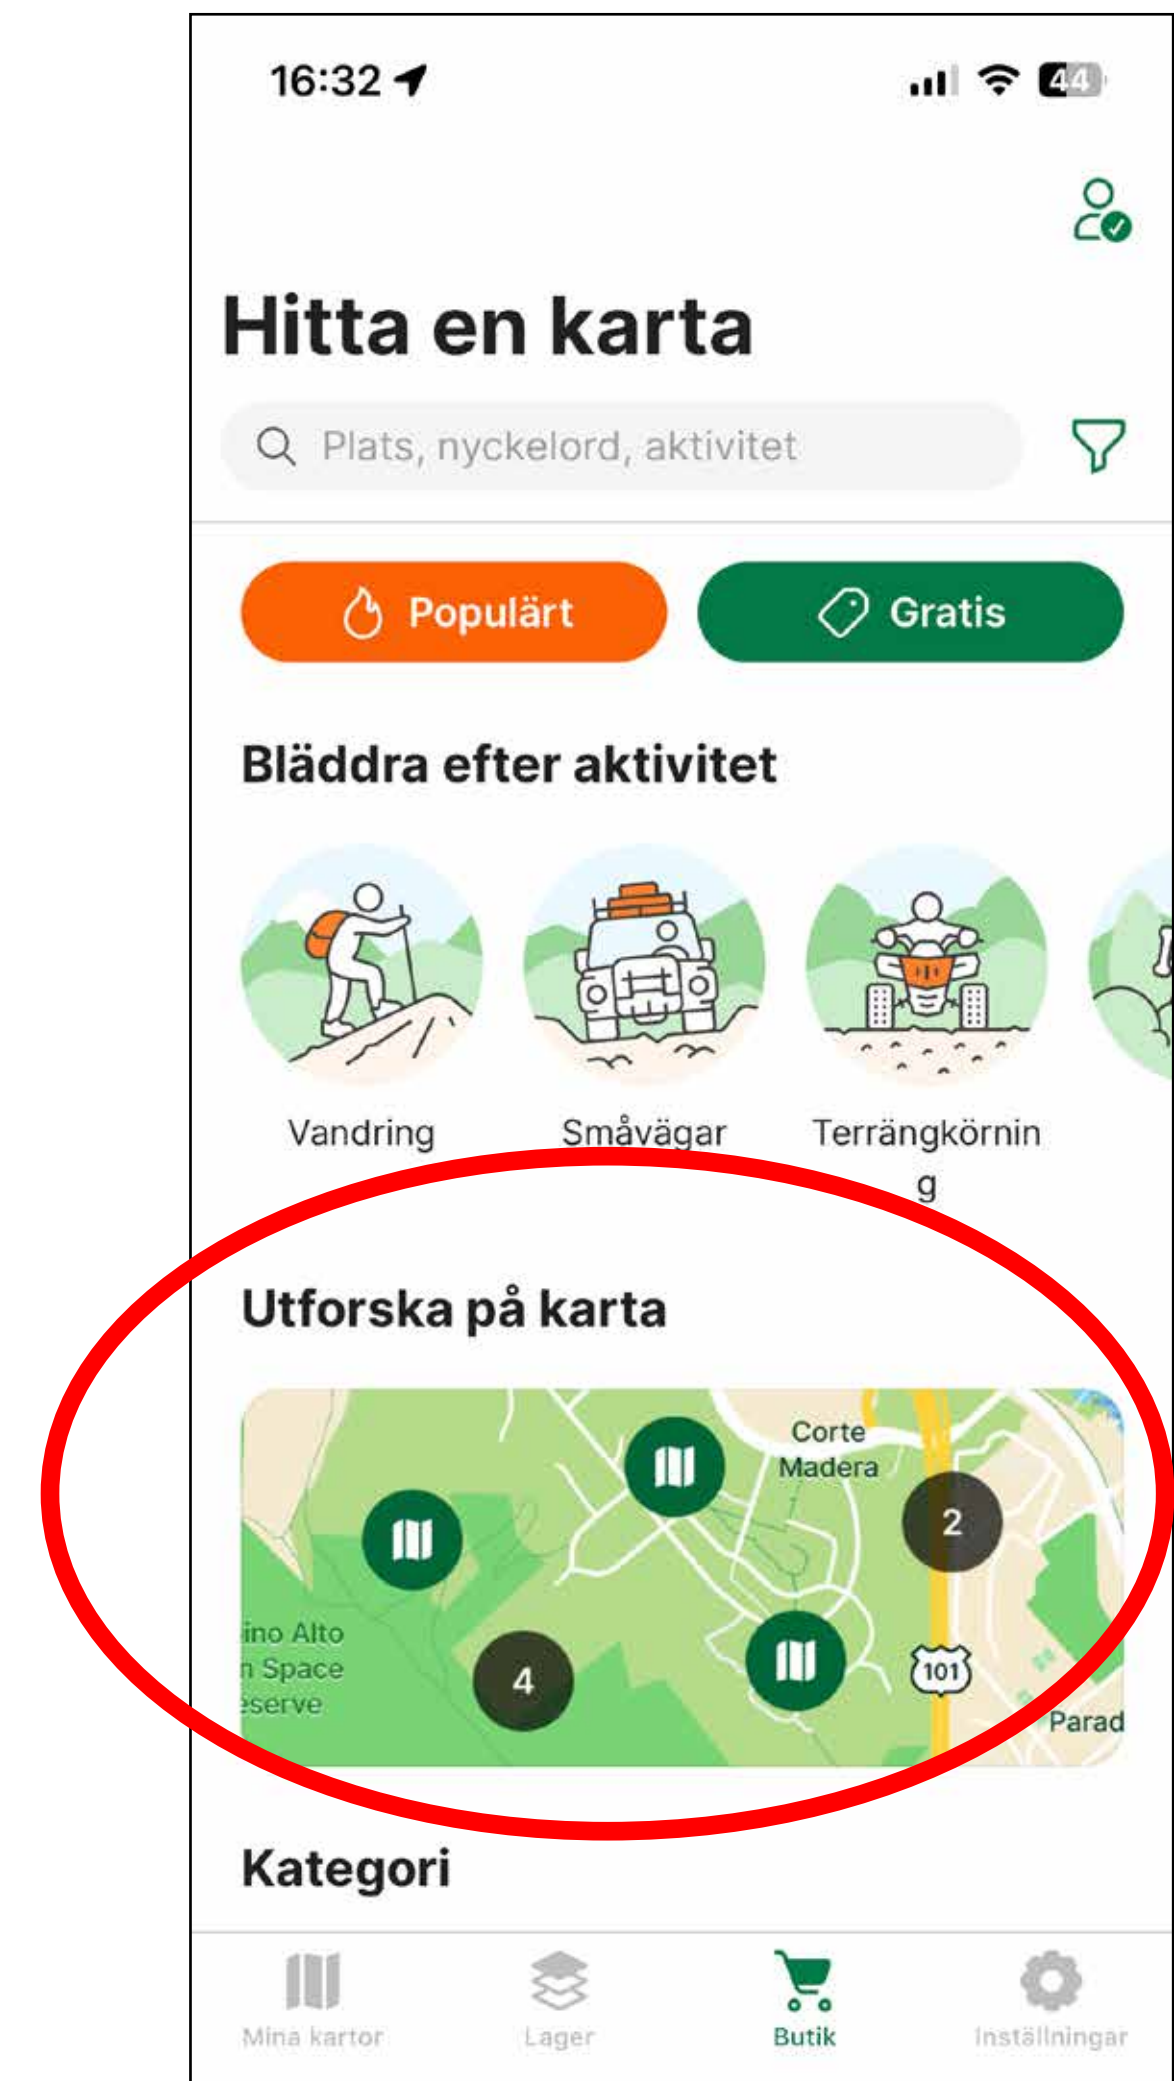 16:32
44
Hitta en karta
Plats, nyckelord, aktivitet
Populärt
Gratis
Bläddra efter aktivitet
Vandring
Småvägar
Terrängkörnin
g
Utforska på karta
Corte
Madera
2
ino Alto
n Space
eserve
4
101
Parad
Kategori
Mina kartor
Lager
Butik
Inställningar